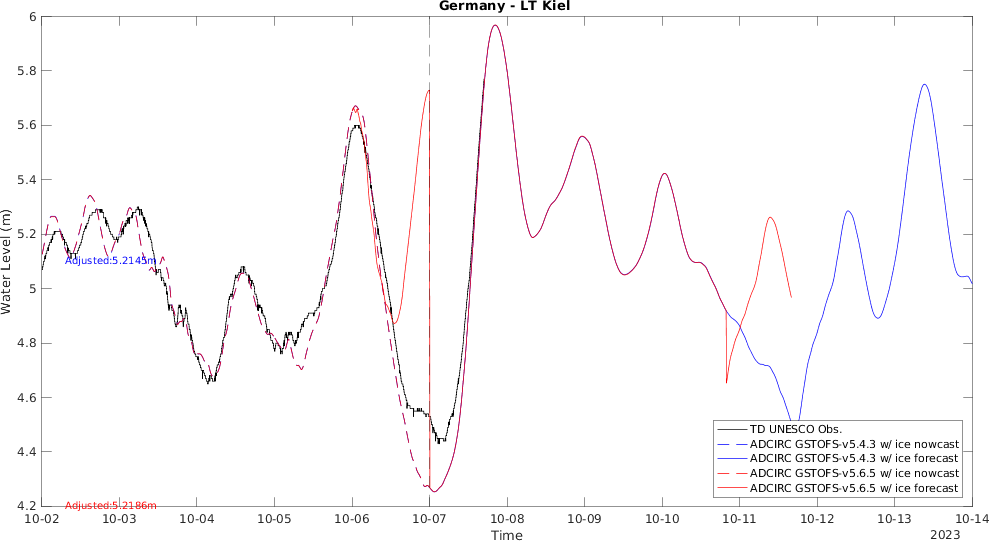 Germany - LT Kiel
6
5.8
5.6
5.4
5.2
5
4.8
4.6
4.4
4.2
Water Level (m)
Adjusted:5.2145m
Adjusted:5.2186m
TD UNESCO Obs.
ADCIRC GSTOFS-v5.4.3 w/ ice nowcast
ADCIRC GSTOFS-v5.4.3 w/ ice forecast
ADCIRC GSTOFS-v5.6.5 w/ ice nowcast
ADCIRC GSTOFS-v5.6.5 w/ ice forecast
10-02 10-03 10-04 10-05 10-06 10-07 10-08 10-09 10-10 10-11 10-12 10-13 10-14
Time
2023